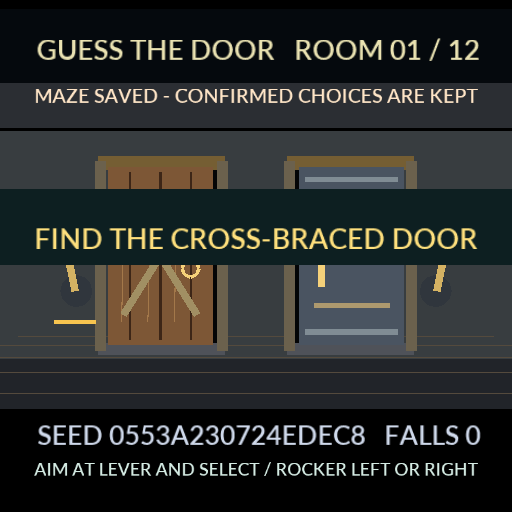 GUESS THE DOOR ROOM 01 / 12
MAZE SAVED - CONFIRMED CHOICES ARE KEPT
FIND THE CROSS-BRACED DOOR
SEED 0553A230724EDEC8 FALLS 0
AIM AT LEVER AND SELECT / ROCKER LEFT OR RIGHT